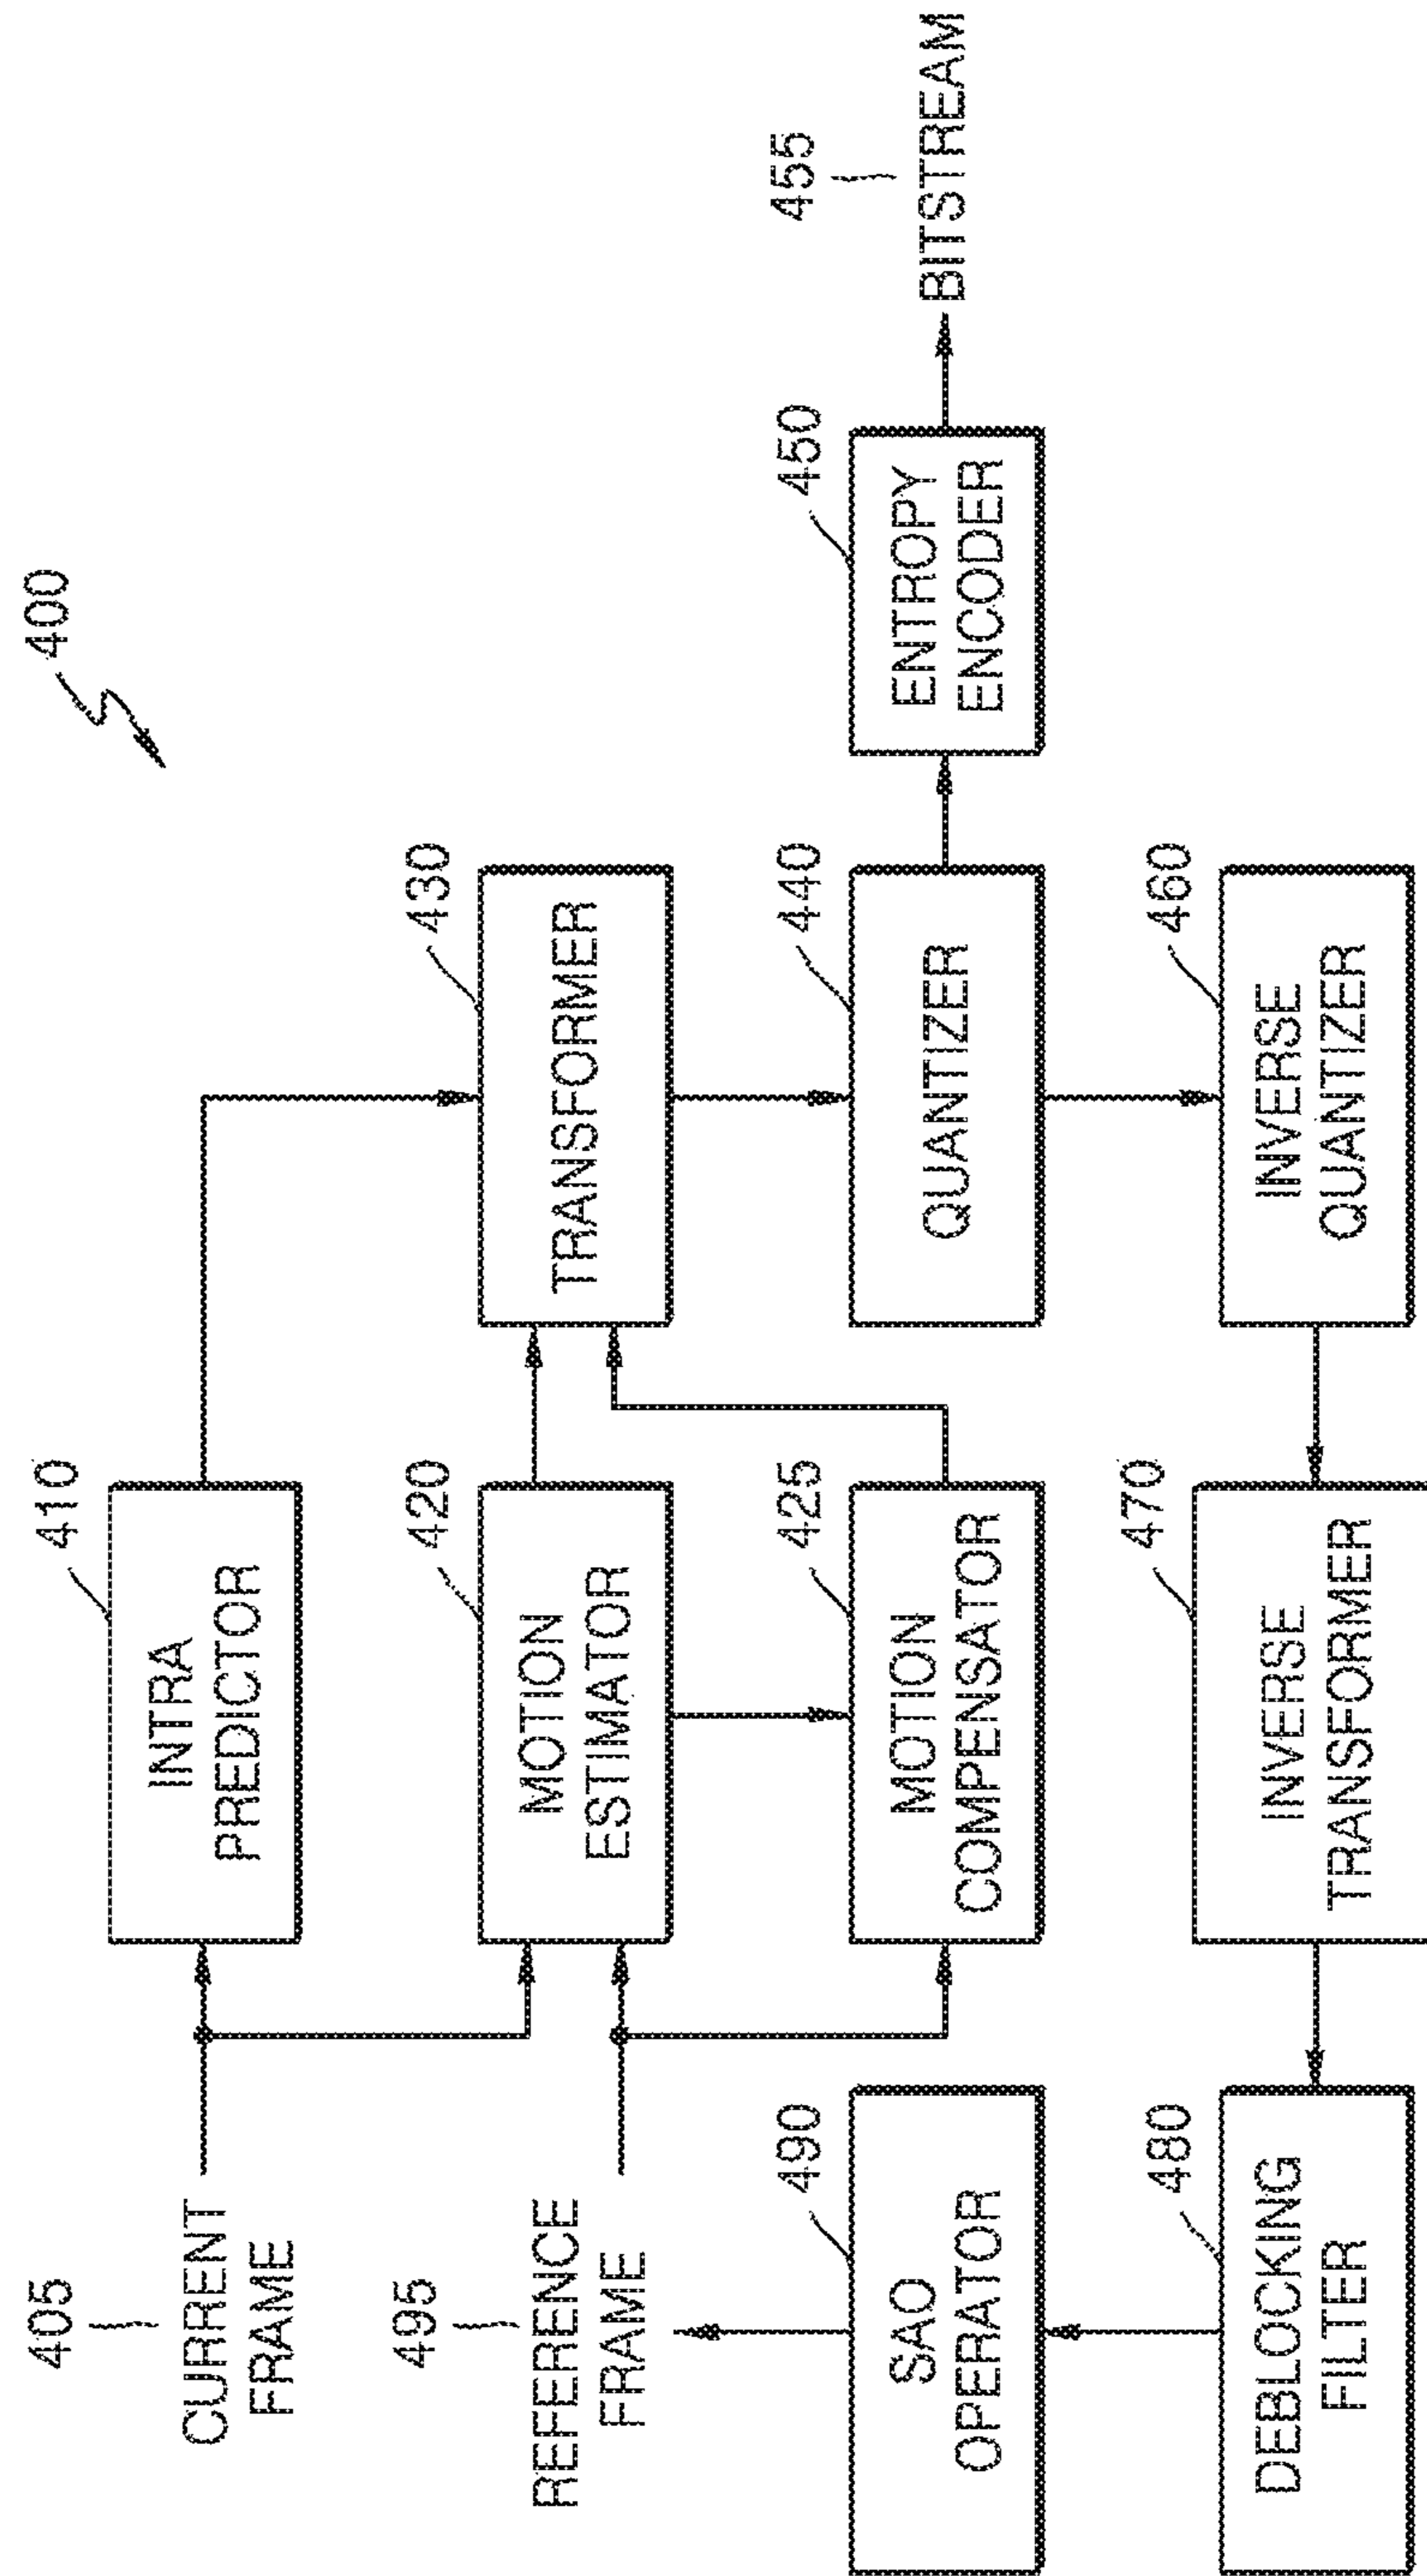 400
405
CURRENT
FRAME
410
INTRA
PREDICTOR
495
REFERENCE
FRAME
420
MOTION
ESTIMATOR
430
TRANSFORMER
490
SAO
OPERATOR
425
MOTION
COMPENSATOR
440
QUANTIZER
450
ENTROPY
ENCODER
455
BITSTREAM
480
DEBLOCKING
FILTER
470
INVERSE
TRANSFORMER
460
INVERSE
QUANTIZER